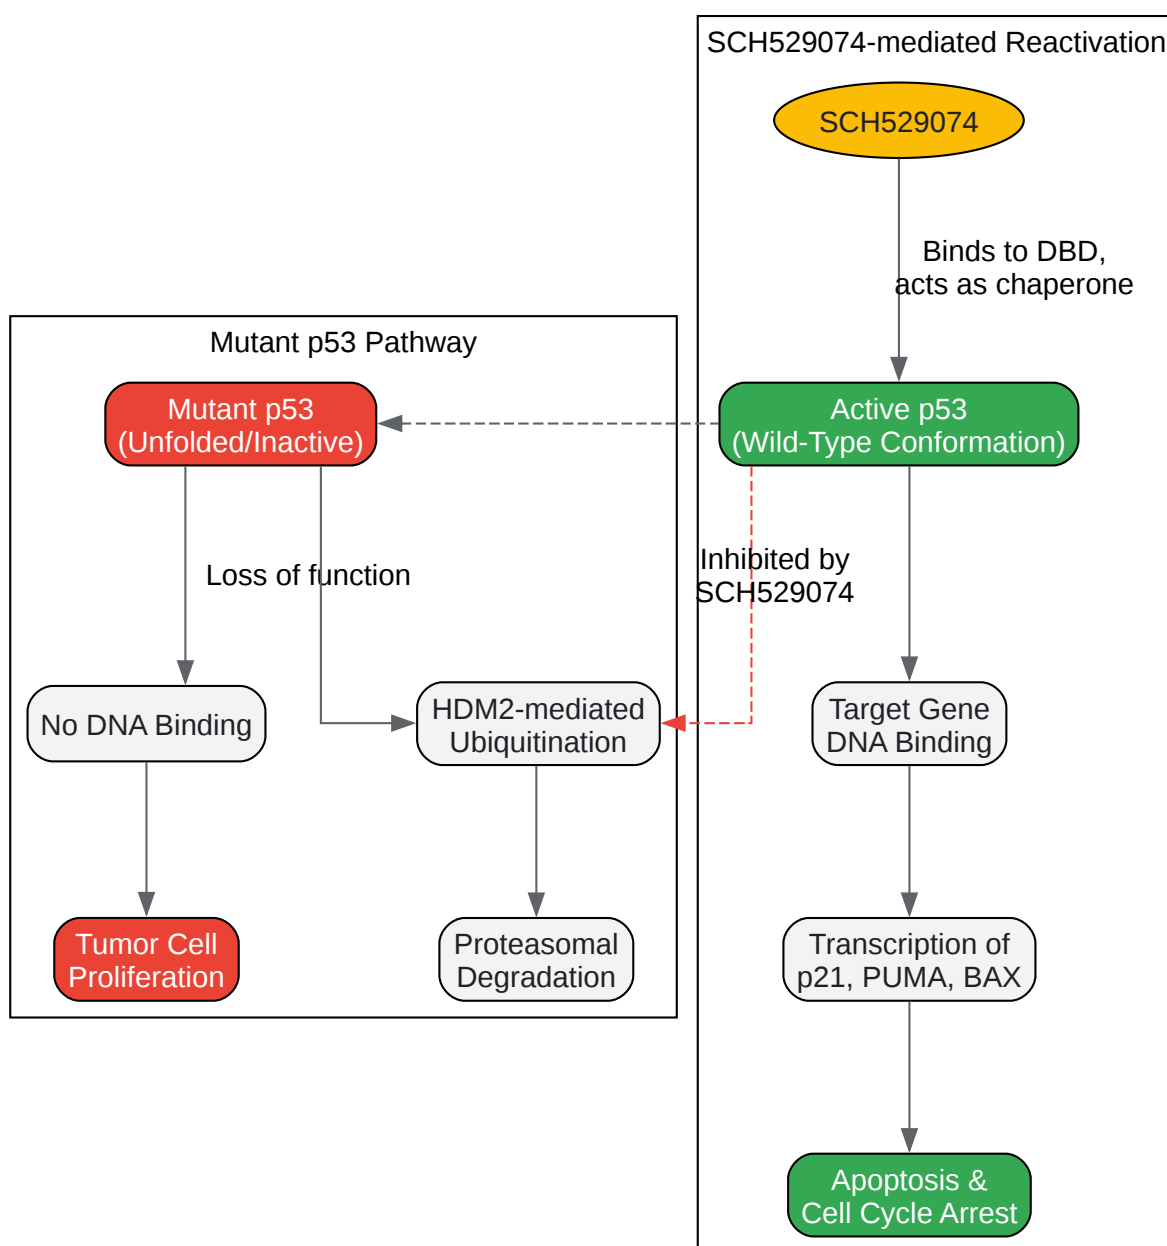 SCH529074-mediated Reactivation
SCH529074
Binds to DBD,
acts as chaperone
Mutant p53 Pathway
Mutant p53
(Unfolded/Inactive)
Active p53
(Wild-Type Conformation)
Loss of function
Inhibited by
SCH529074
No DNA Binding
HDM2-mediated
Ubiquitination
Target Gene
DNA Binding
Tumor Cell
Proliferation
Proteasomal
Degradation
Transcription of
p21, PUMA, BAX
Apoptosis &
Cell Cycle Arrest